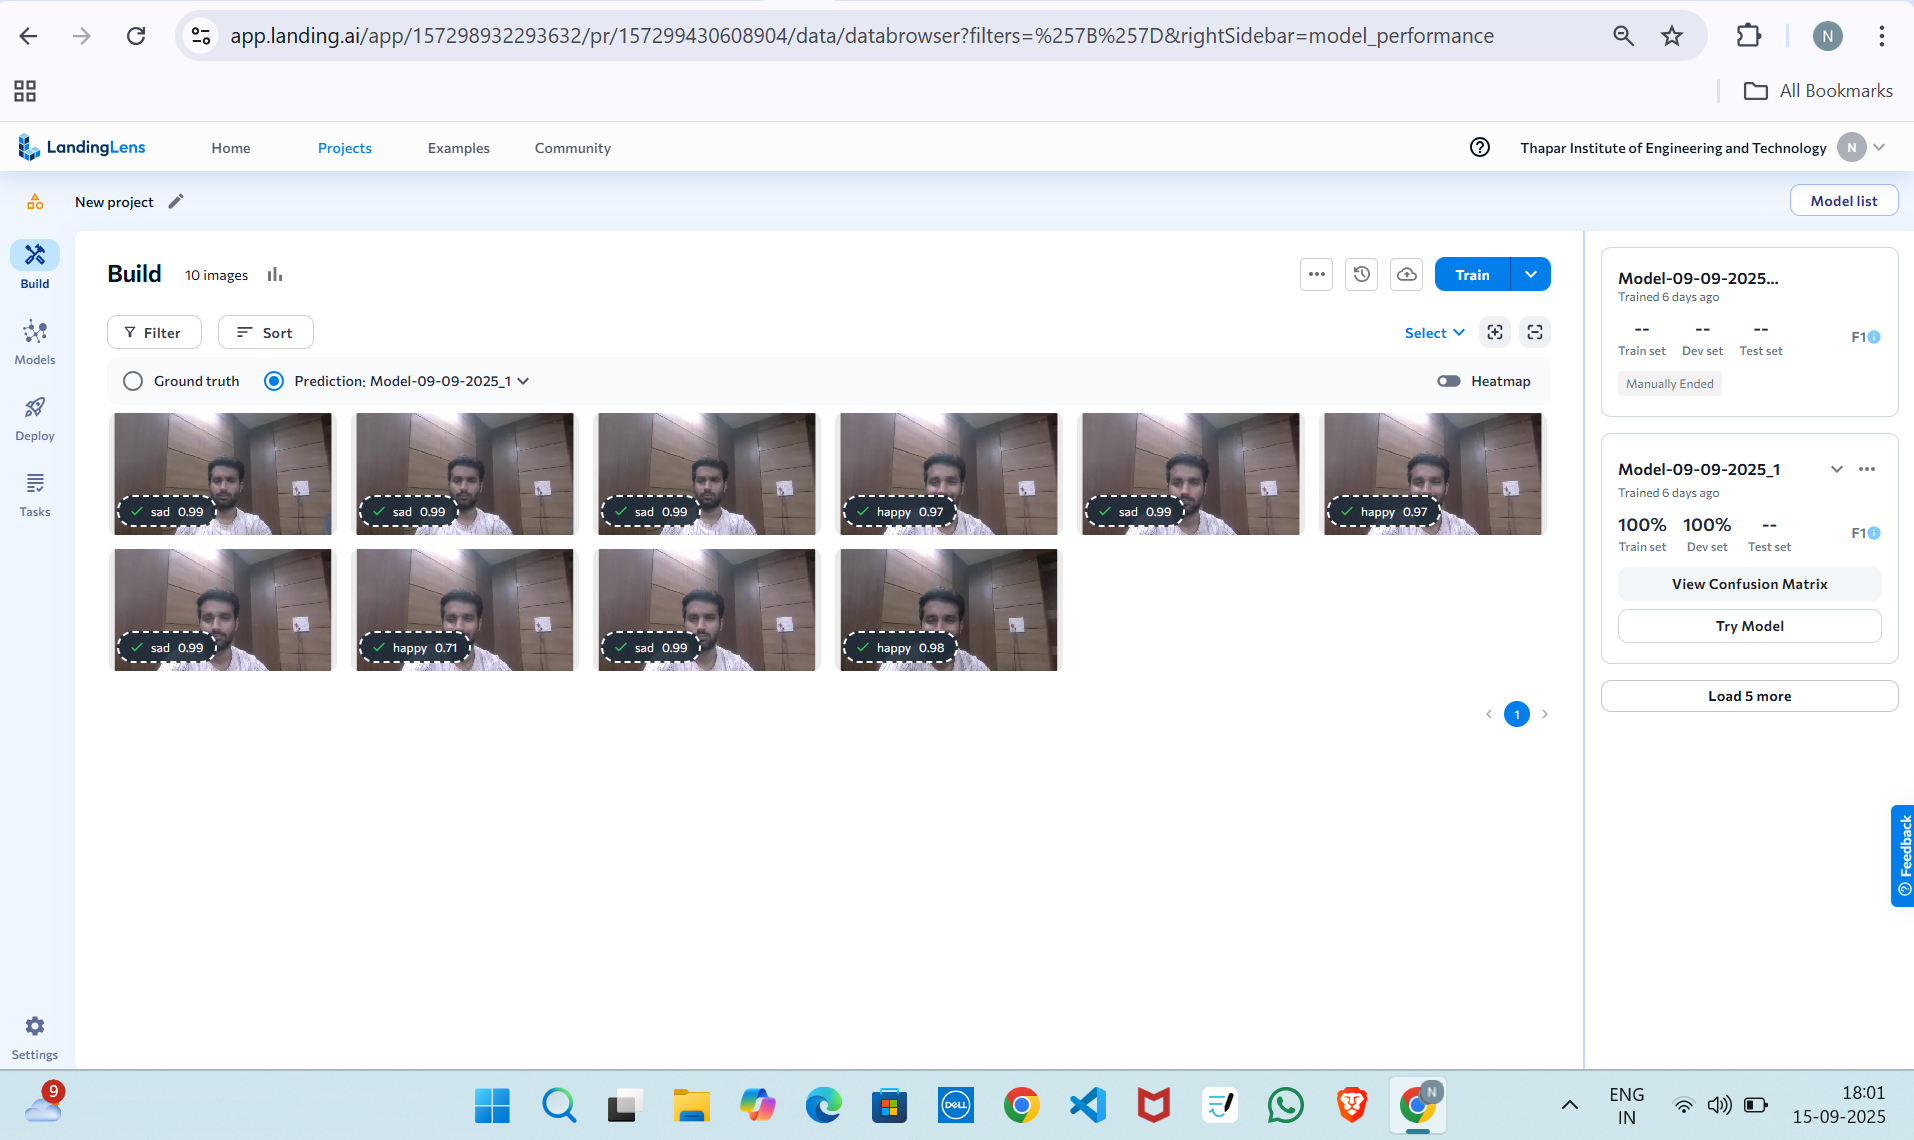 app.landing.ai/app/157298932293632/pr/157299430608904/data/databrowser?filters=%257B%257D&rightSidebar=model_performance
N
All Bookmarks
LandingLens
Home
Projects
Examples
Community
Thapar Institute of Engineering and Technology
N
New project
Model list
Build
Models
Deploy
Tasks
Settings
Build
10 images
Train
Filter
Sort
Select
Ground truth
Prediction: Model-09-09-2025_1
Heatmap
sad 0.99
sad 0.99
sad 0.99
happy 0.97
sad 0.99
happy 0.97
sad 0.99
happy 0.71
sad 0.99
happy 0.98
1
Model-09-09-2025...
Trained 6 days ago
-- -- --
Train set Dev set Test set
F1
Manually Ended
Model-09-09-2025_1
Trained 6 days ago
100% 100% --
Train set Dev set Test set
F1
View Confusion Matrix
Try Model
Load 5 more
Feedback
9
DELL
N
ENG
IN
18:01
15-09-2025